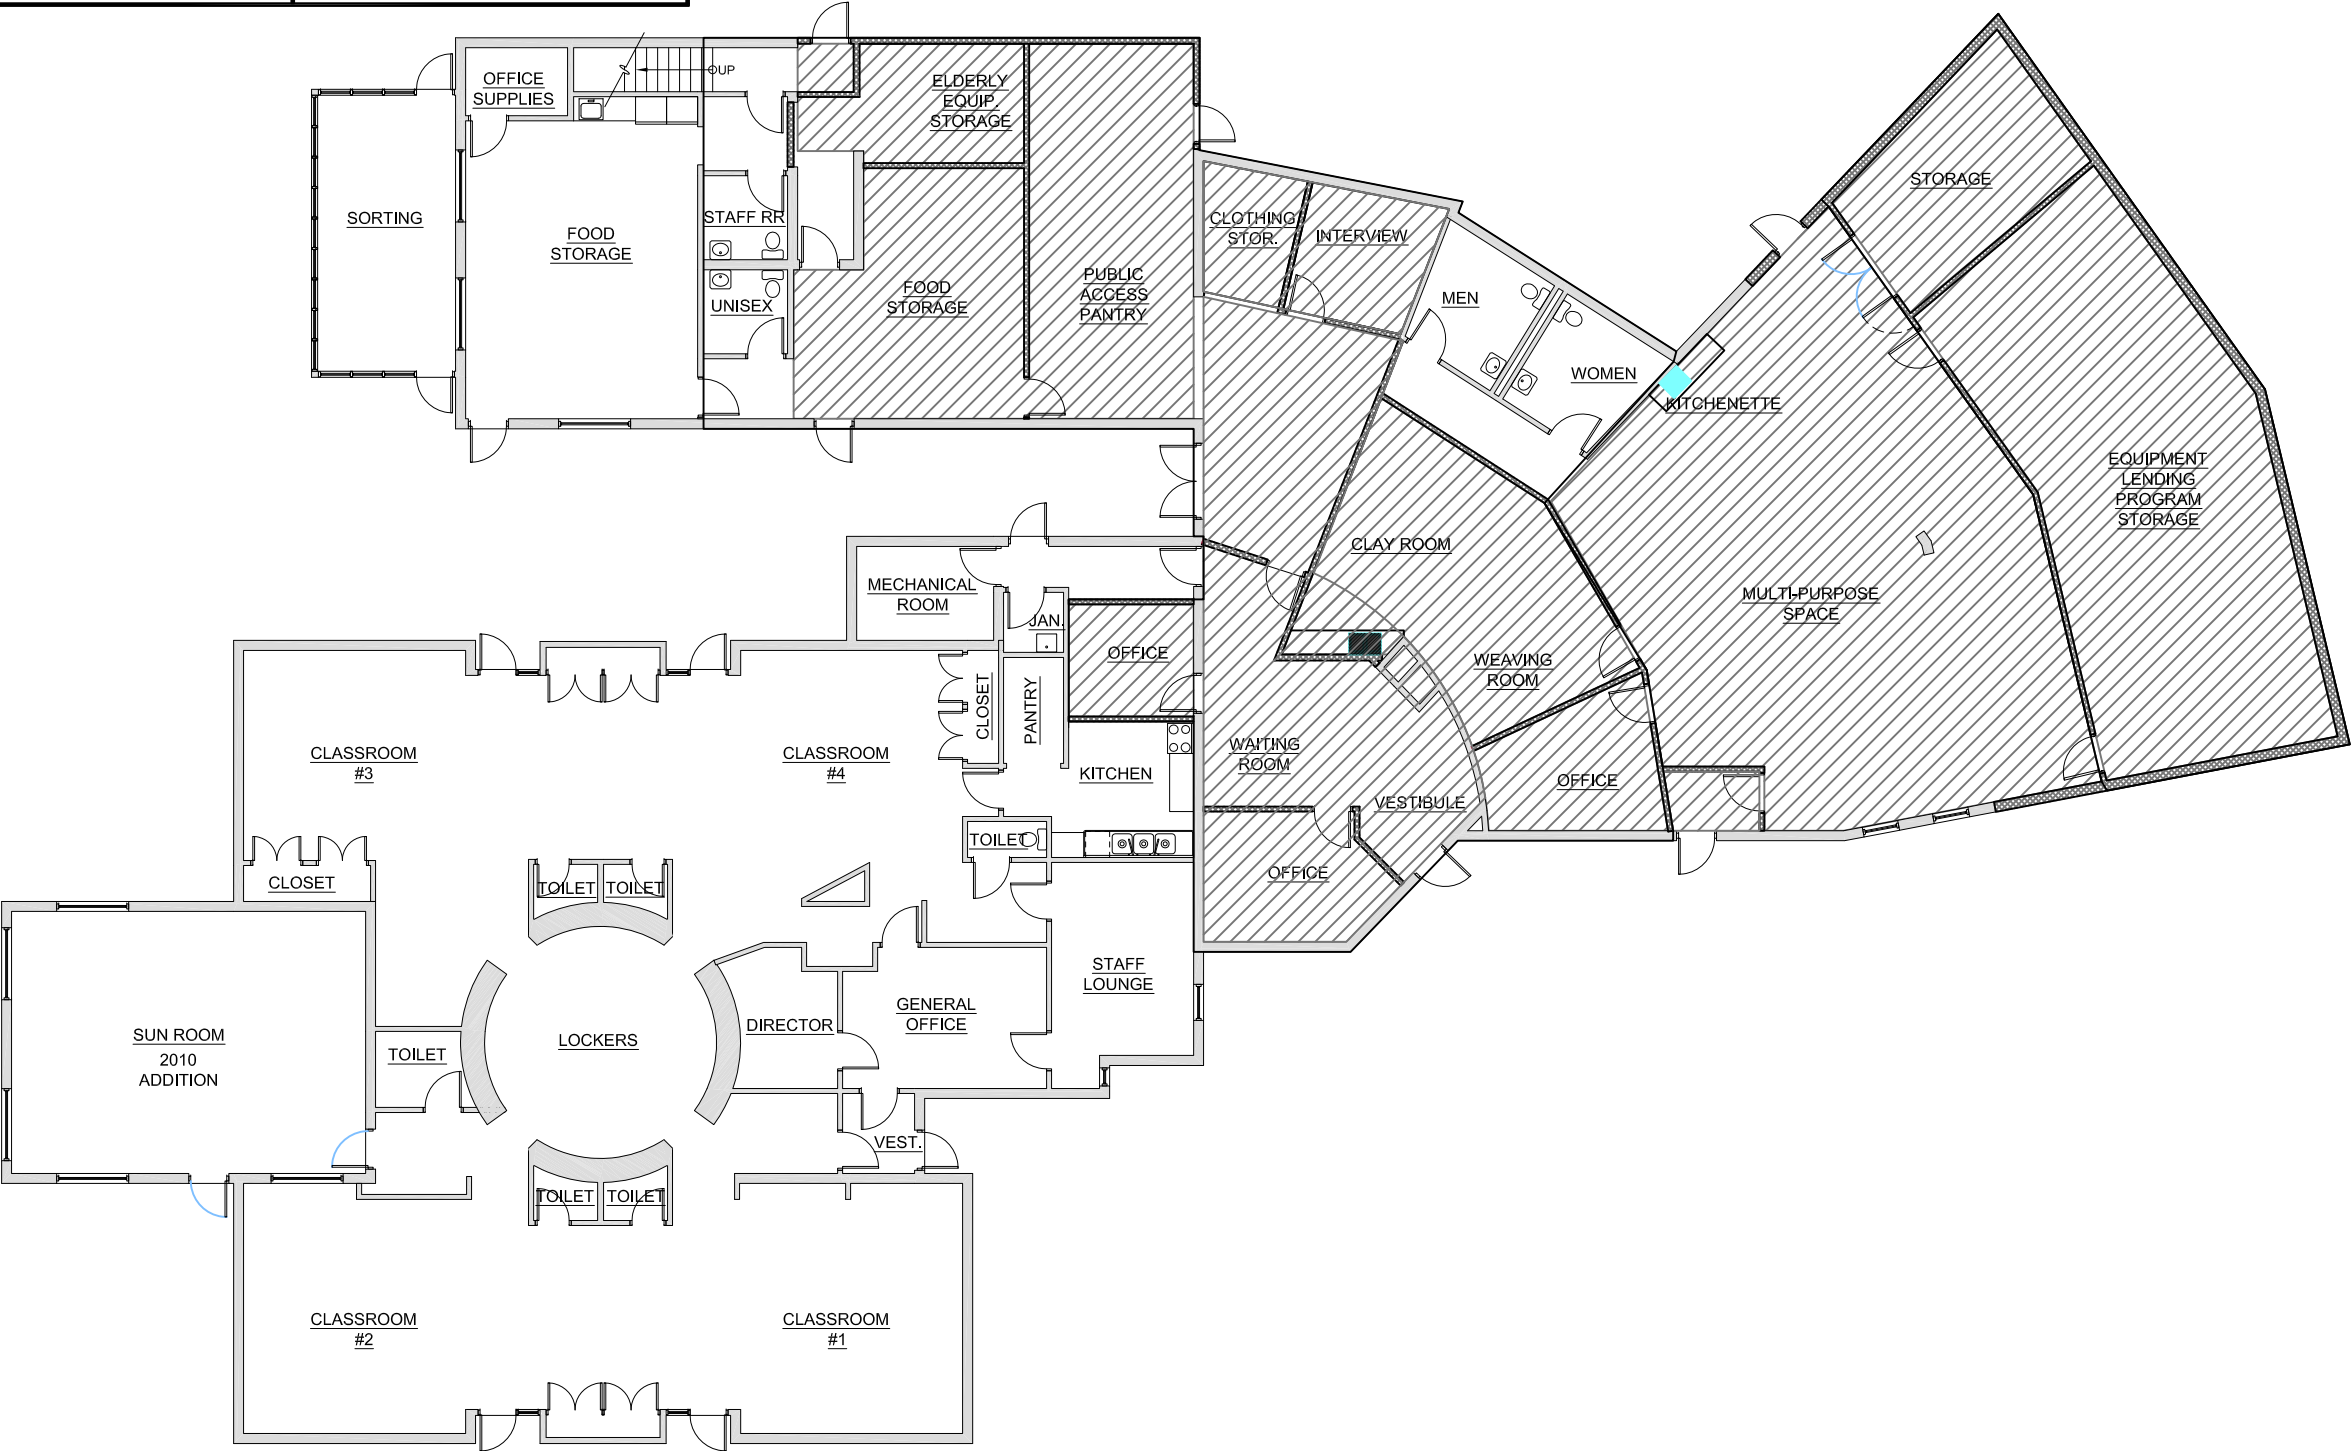 OFFICE
SUPPLIES
UP
ELDERLY
EQUIP.
STORAGE
STORAGE
SORTING
FOOD
STORAGE
STAFF RR
CLOTHING
STOR.
INTERVIEW
UNISEX
FOOD
STORAGE
PUBLIC
ACCESS
PANTRY
MEN
WOMEN
KITCHENETTE
EQUIPMENT
LENDING
PROGRAM
STORAGE
CLAY ROOM
MECHANICAL
ROOM
JAN.
OFFICE
MULTI-PURPOSE
SPACE
WEAVING
ROOM
CLOSET
PANTRY
CLASSROOM
#3
CLASSROOM
#4
KITCHEN
WAITING
ROOM
OFFICE
VESTIBULE
TOILET
OFFICE
CLOSET
TOILET
TOILET
STAFF
LOUNGE
GENERAL
OFFICE
DIRECTOR
LOCKERS
SUN ROOM
2010
ADDITION
TOILET
VEST.
TOILET
TOILET
CLASSROOM
#2
CLASSROOM
#1